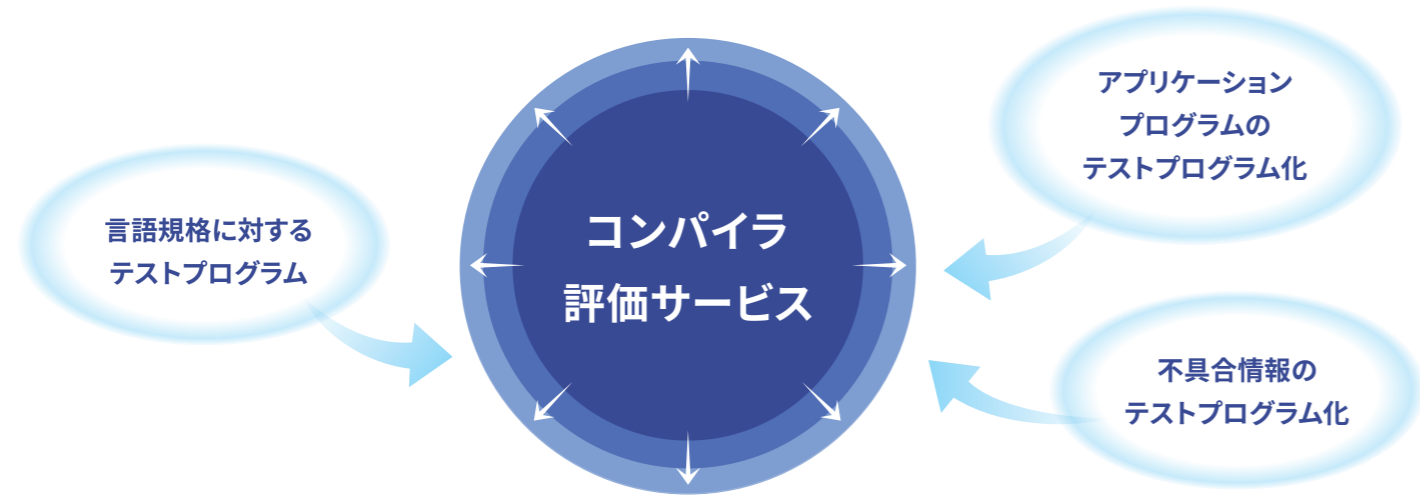 言語規格に対する
テストプログラム
コンパイラ
評価サービス
アプリケーション
プログラムの
テストプログラム化
不具合情報の
テストプログラム化